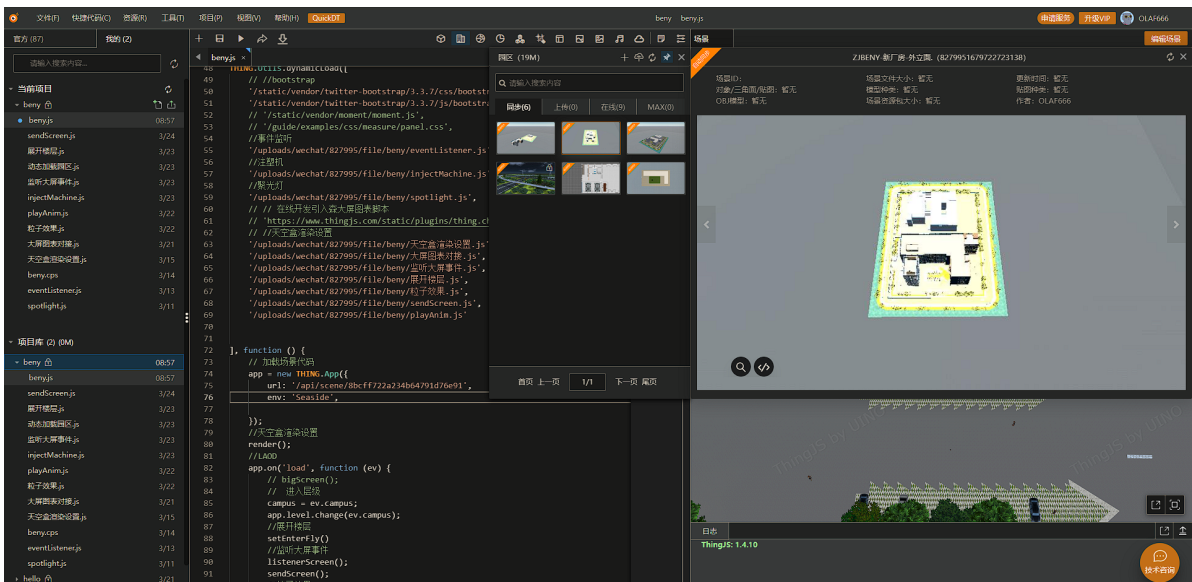 文件(F) 快捷代码(C) 资源(R) 工具(T) 项目(P) 视图(V) 帮助(H) QuickDT beny beny.js 申请服务 升级VIP OLAF666
官方 (87) 我的 (2)
请输入搜索内容...
当前项目
beny
beny.js 08:57
sendScreen.js 3/24
展开楼层.js 3/23
动态加载园区.js 3/23
监听大屏事件.js 3/23
injectMachine.js 3/23
playAnim.js 3/22
粒子效果.js 3/22
大屏图表对接.js 3/21
天空盒渲染设置.js 3/15
beny.cps 3/14
eventListener.js 3/13
spotlight.js 3/11
项目库 (2) (0M)
beny 08:57
beny.js 08:57
sendScreen.js 3/24
展开楼层.js 3/23
动态加载园区.js 3/23
监听大屏事件.js 3/23
injectMachine.js 3/23
playAnim.js 3/22
粒子效果.js 3/22
大屏图表对接.js 3/21
天空盒渲染设置.js 3/15
beny.cps 3/14
eventListener.js 3/13
spotlight.js 3/11
hello 3/21
beny.js ×
48 THING.Utils.dynamicLoad([
49 // //bootstrap
50 '/static/vendor/twitter-bootstrap/3.3.7/css/bootst
51 '/static/vendor/twitter-bootstrap/3.3.7/js/bootstra
52 // '/static/vendor/moment/moment.js',
53 // '/guide/examples/css/measure/panel.css',
54 //事件监听
55 '/uploads/wechat/827995/file/beny/eventListener.js'
56 //注塑机
57 '/uploads/wechat/827995/file/beny/injectMachine.js'
58 //聚光灯
59 '/uploads/wechat/827995/file/beny/spotlight.js',
60 // // 在线开发引入森大屏图表脚本
61 // 'https://www.thingjs.com/static/plugins/thing.ch
62 // //天空盒渲染设置
63 '/uploads/wechat/827995/file/beny/天空盒渲染设置.js'
64 '/uploads/wechat/827995/file/beny/大屏图表对接.js',
65 '/uploads/wechat/827995/file/beny/监听大屏事件.js',
66 '/uploads/wechat/827995/file/beny/展开楼层.js',
67 '/uploads/wechat/827995/file/beny/粒子效果.js',
68 '/uploads/wechat/827995/file/beny/sendScreen.js',
69 '/uploads/wechat/827995/file/beny/playAnim.js'
70
71
72 ], function () {
73 // 加载场景代码
74 app = new THING.App({
75 url: '/api/scene/8bcff722a234b64791d76e91',
76 env: 'Seaside',
77
78 });
79 //天空盒渲染设置
80 render();
81 //LAOD
82 app.on('load', function (ev) {
83 // bigScreen();
84 // 进入层级
85 campus = ev.campus;
86 app.level.change(ev.campus);
87 //展开楼层
88 setEnterFly()
89 //监听大屏事件
90 listenerScreen();
91 sendScreen();
园区 (19M)
请输入搜索内容
同步(6) 上传(0) 在线(9) MAX(0)
首页 上一页 1/1 下一页 尾页
场景 编辑场景
ZJBENY-新厂房-外立面. (8279951679722723138)
场景ID: 场景文件大小: 暂无 更新时间: 暂无
对象/三角面/贴图: 暂无 模型种类: 暂无 贴图种类: 暂无
OBJ模型: 暂无 场景资源包大小: 暂无 作者: OLAF666
ThingJS by UINO
ThingJS by UINO
日志
ThingJS: 1.4.10
技术咨询